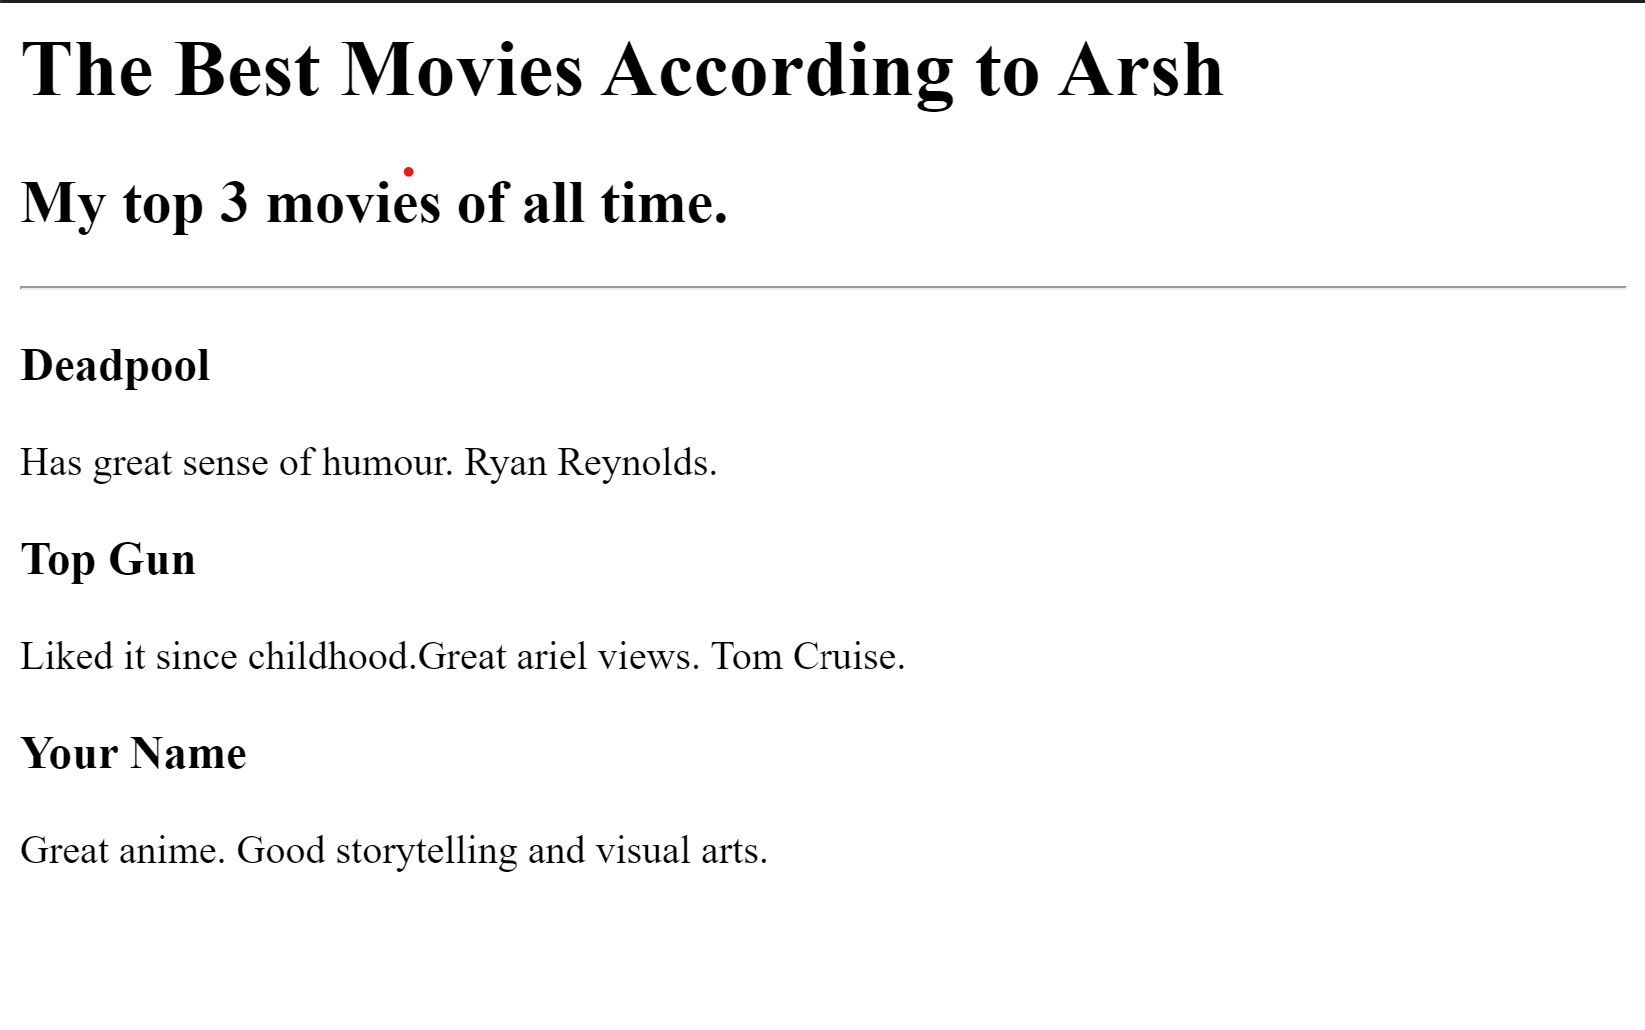 The Best Movies According to Arsh
My top 3 movies of all time.
Deadpool
Has great sense of humour. Ryan Reynolds.
Top Gun
Liked it since childhood.Great ariel views. Tom Cruise.
Your Name
Great anime. Good storytelling and visual arts.